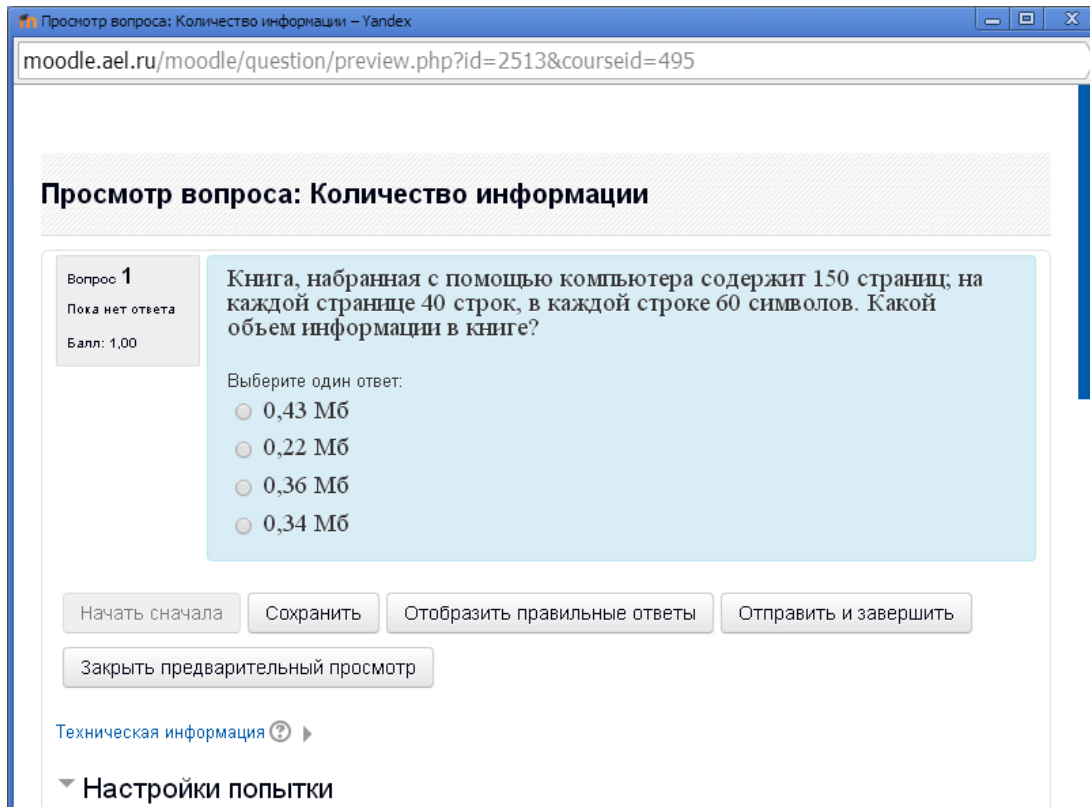 Просмотр вопроса: Количество информации – Yandex
moodle.ael.ru/moodle/question/preview.php?id=2513&courseid=495
Просмотр вопроса: Количество информации
Вопрос 1
Пока нет ответа
Балл: 1,00
Книга, набранная с помощью компьютера содержит 150 страниц; на
каждой странице 40 строк, в каждой строке 60 символов. Какой
объем информации в книге?
Выберите один ответ:
0,43 Мб
0,22 Мб
0,36 Мб
0,34 Мб
Начать сначала Сохранить Отобразить правильные ответы Отправить и завершить
Закрыть предварительный просмотр
Техническая информация ?
Настройки попытки